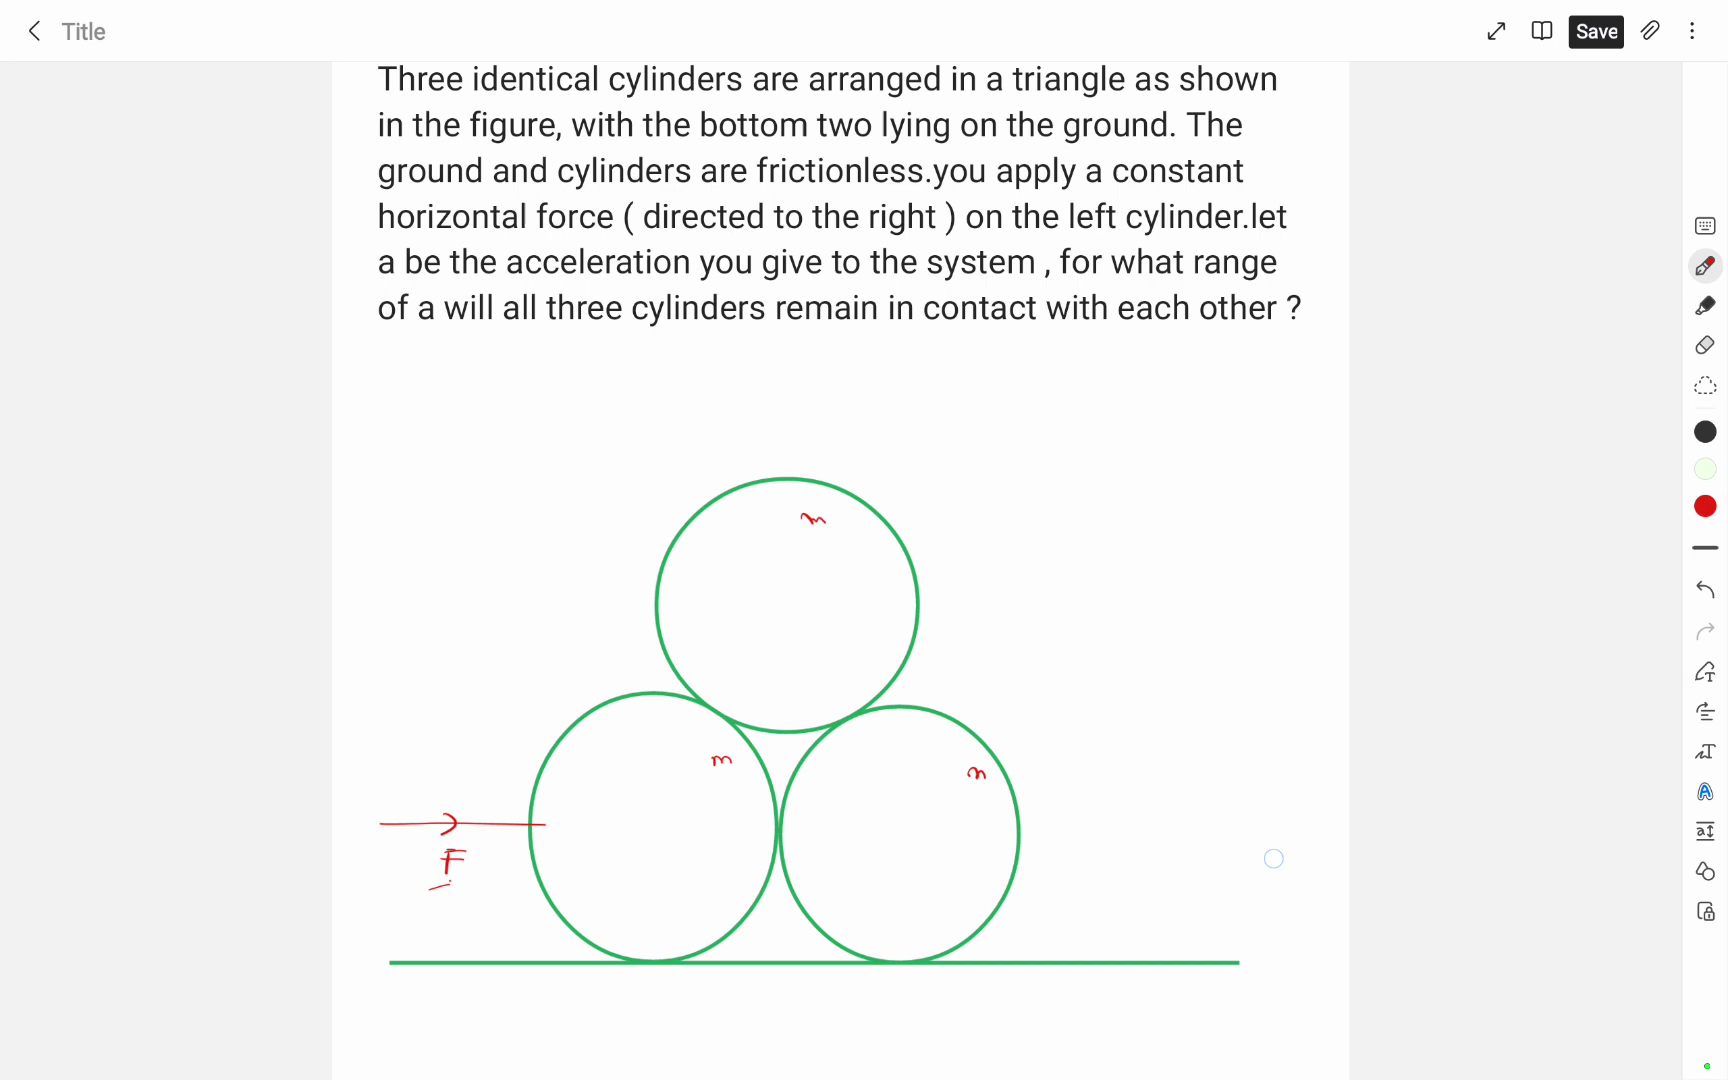 Title
Save
Three identical cylinders are arranged in a triangle as shown
in the figure, with the bottom two lying on the ground. The
ground and cylinders are frictionless.you apply a constant
horizontal force ( directed to the right ) on the left cylinder.let
a be the acceleration you give to the system , for what range
of a will all three cylinders remain in contact with each other ?
m
m
m
F